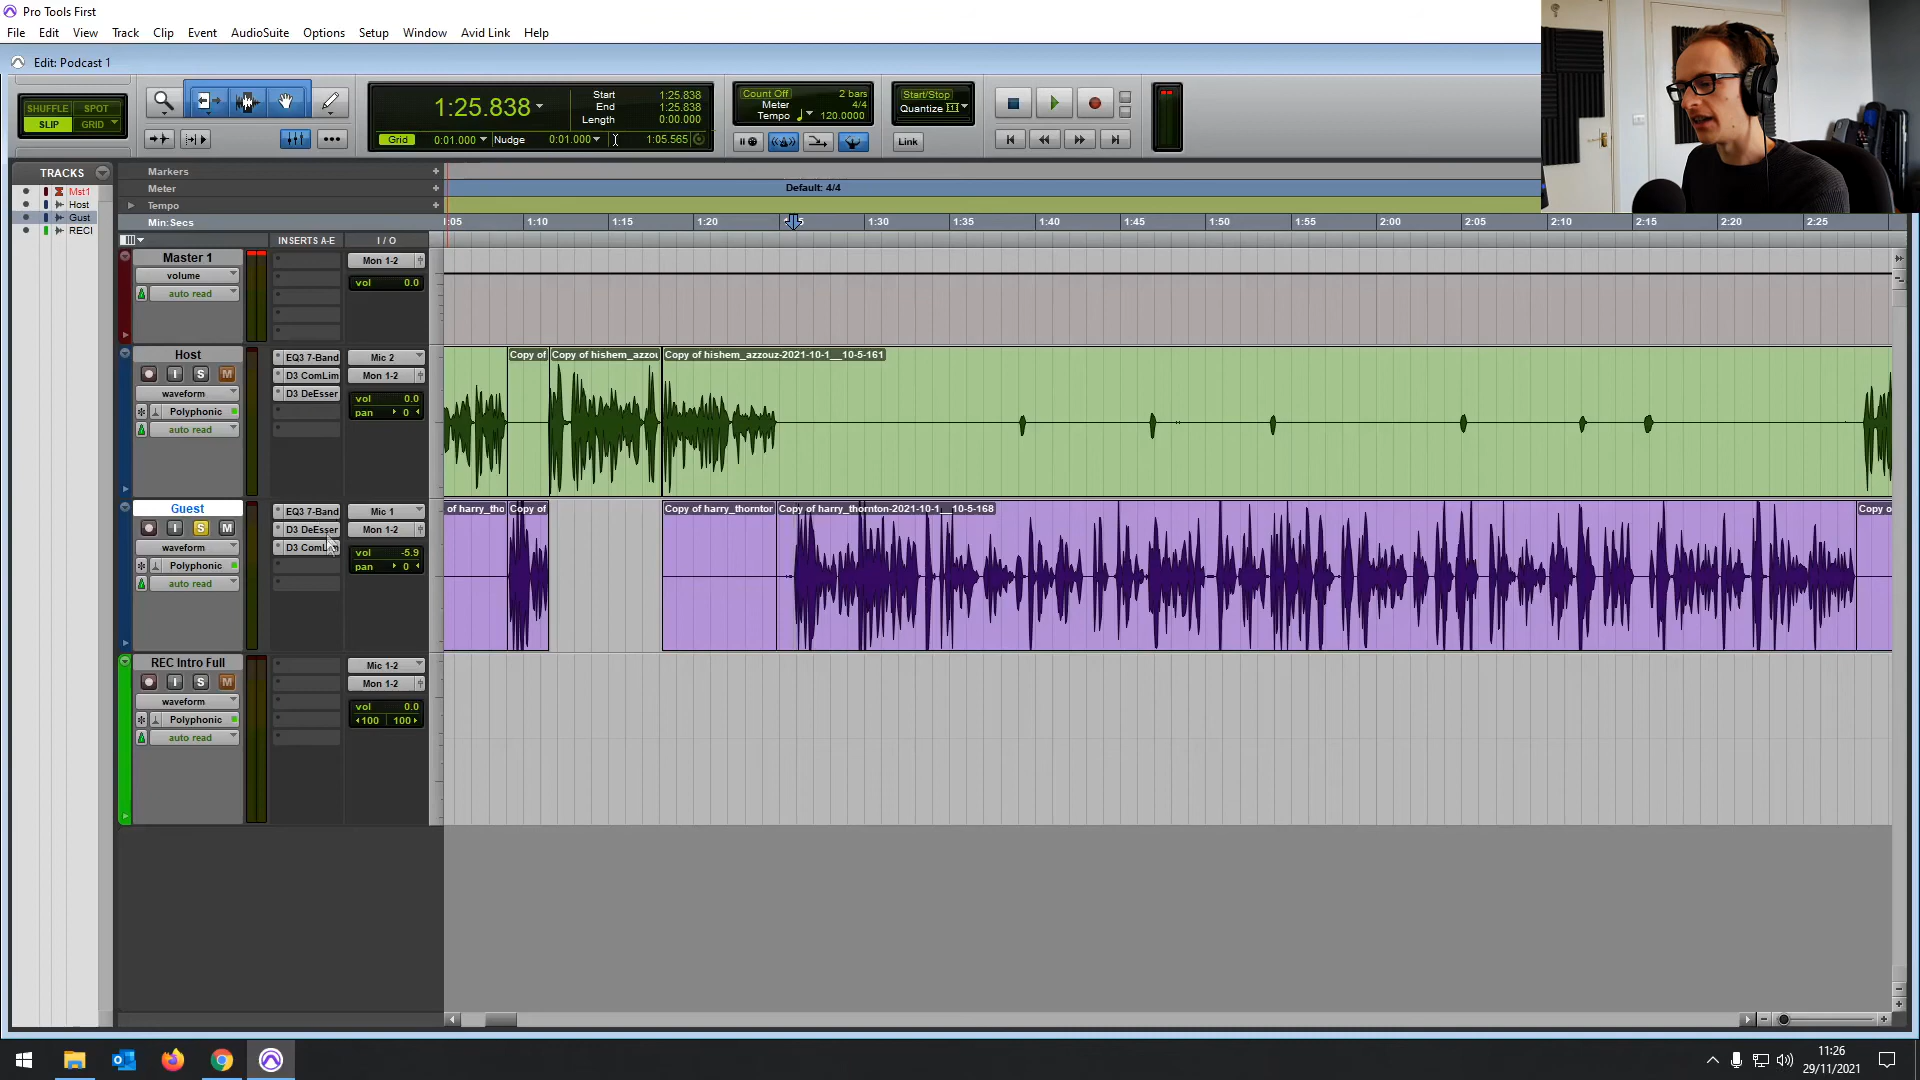 Pro Tools First
File Edit View Track Clip Event AudioSuite Options Setup Window Avid Link Help
Edit: Podcast 1
SHUFFLE SPOT
SLIP GRID
1:25.838
Start 1:25.838
End 1:25.838
Length 0:00.000
Grid 0:01.000 Nudge 0:01.000 1:05.565
Count Off 2 bars
Meter 4/4
Tempo 120.0000
Start/Stop
Quantize
Link
TRACKS
Mst1
Host
Gust
RECI
Markers
Meter Default: 4/4
Tempo
Min:Secs 1:05 1:10 1:15 1:20 1:30 1:35 1:40 1:45 1:50 1:55 2:00 2:05 2:10 2:15 2:20 2:25
INSERTS A-E I / O
Master 1
volume
auto read
Mon 1-2
vol 0.0
Host
I S M
waveform
Polyphonic
auto read
EQ3 7-Band
D3 ComLim
D3 DeEsser
Mic 2
Mon 1-2
vol 0.0
pan 0
Copy of Copy of hishem_azzou Copy of hishem_azzouz-2021-10-1__10-5-161
Guest
I S M
waveform
Polyphonic
auto read
EQ3 7-Band
D3 DeEsser
D3 ComLim
Mic 1
Mon 1-2
vol -5.9
pan 0
of harry_tho Copy of Copy of harry_thornton Copy of harry_thornton-2021-10-1__10-5-168 Copy o
REC Intro Full
I S M
waveform
Polyphonic
auto read
Mic 1-2
Mon 1-2
vol 0.0
100 100
11:26
29/11/2021